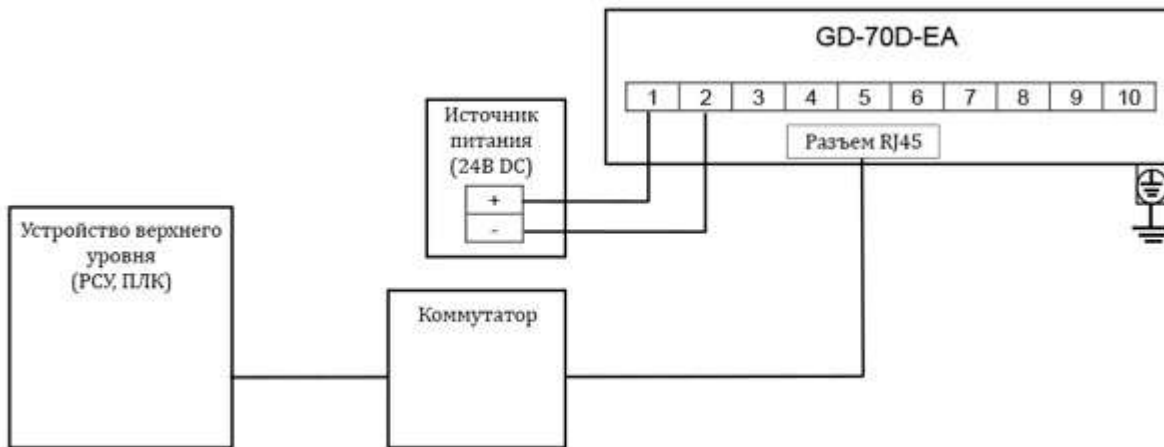 GD-70D-EA
1 2 3 4 5 6 7 8 9 10
Разъем RJ45
Источник
питания
(24В DC)
+
-
Устройство верхнего
уровня
(РСУ, ПЛК)
Коммутатор